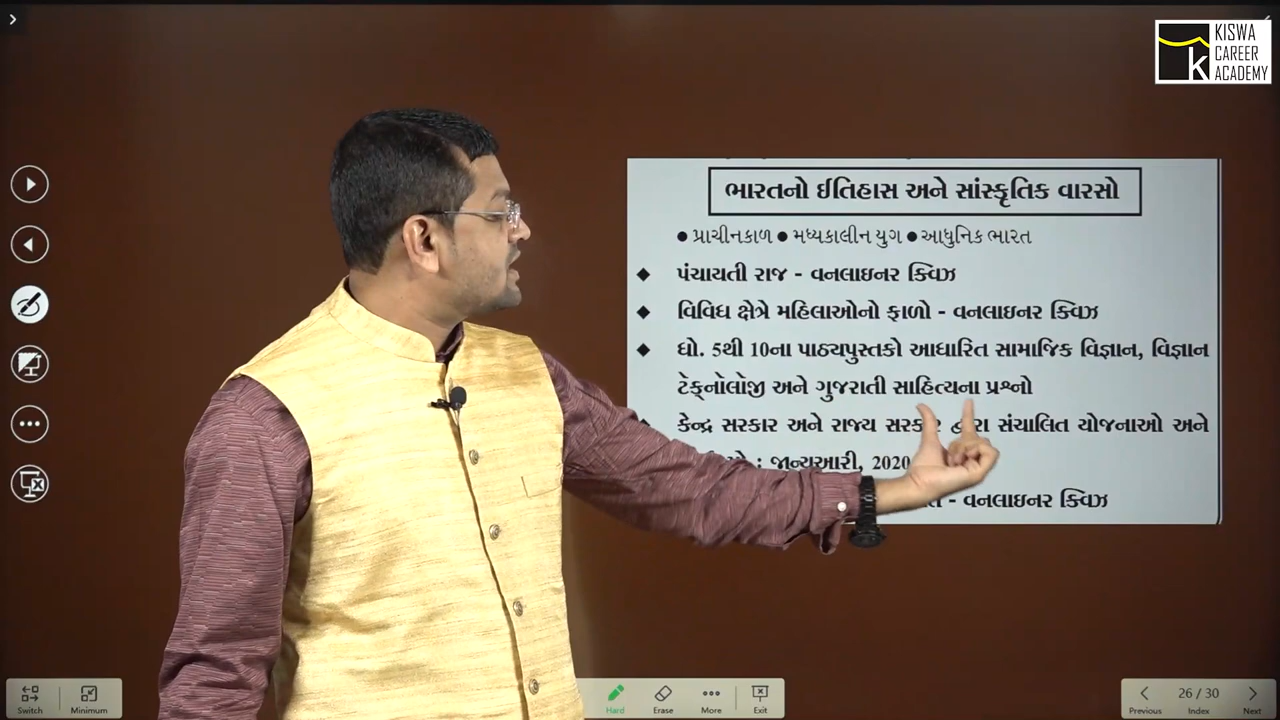 KISWA
CAREER
ACADEMY
k
ભારતનો ઈતિહાસ અને સાંસ્કૃતિક વારસો
● પ્રાચીનકાળ ● મધ્યકાલીન યુગ ● આધુનિક ભારત
◆ પંચાયતી રાજ - વનલાઇનર ક્વિઝ
◆ વિવિધ ક્ષેત્રે મહિલાઓનો ફાળો - વનલાઇનર ક્વિઝ
◆ ધો. 5થી 10ના પાઠ્યપુસ્તકો આધારિત સામાજિક વિજ્ઞાન, વિજ્ઞાન
ટૅક્નૉલૉજી અને ગુજરાતી સાહિત્યના પ્રશ્નો
કેન્દ્ર સરકાર અને રાજ્ય સરકાર દ્વારા સંચાલિત યોજનાઓ અને
: જાન્યુઆરી, 2020
- વનલાઇનર ક્વિઝ
Switch
Minimum
Hard
Erase
More
Exit
26 / 30
Previous
Index
Next